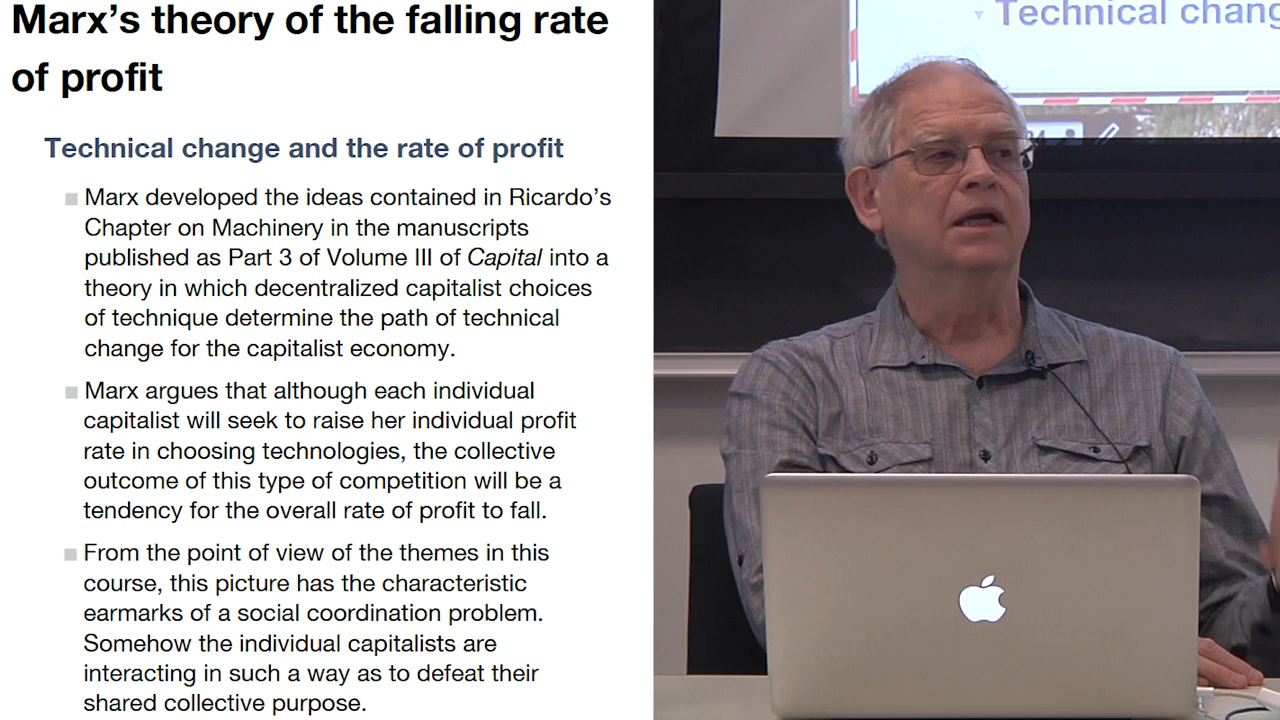 Marx’s theory of the falling rate
of profit
Technical change and the rate of profit
Marx developed the ideas contained in Ricardo’s
Chapter on Machinery in the manuscripts
published as Part 3 of Volume III of Capital into a
theory in which decentralized capitalist choices
of technique determine the path of technical
change for the capitalist economy.
Marx argues that although each individual
capitalist will seek to raise her individual profit
rate in choosing technologies, the collective
outcome of this type of competition will be a
tendency for the overall rate of profit to fall.
From the point of view of the themes in this
course, this picture has the characteristic
earmarks of a social coordination problem.
Somehow the individual capitalists are
interacting in such a way as to defeat their
shared collective purpose.
Technical